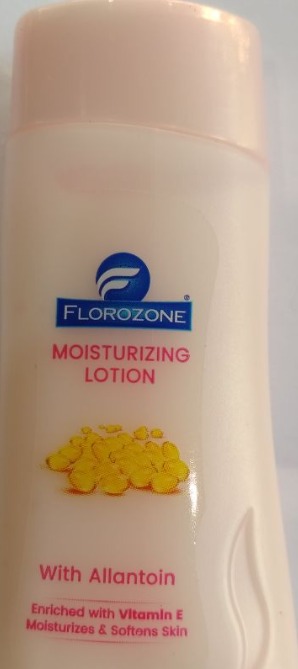 FLOROZONE ®
MOISTURIZING
LOTION
With Allantoin
Enriched with Vitamin E
Moisturizes & Softens Skin